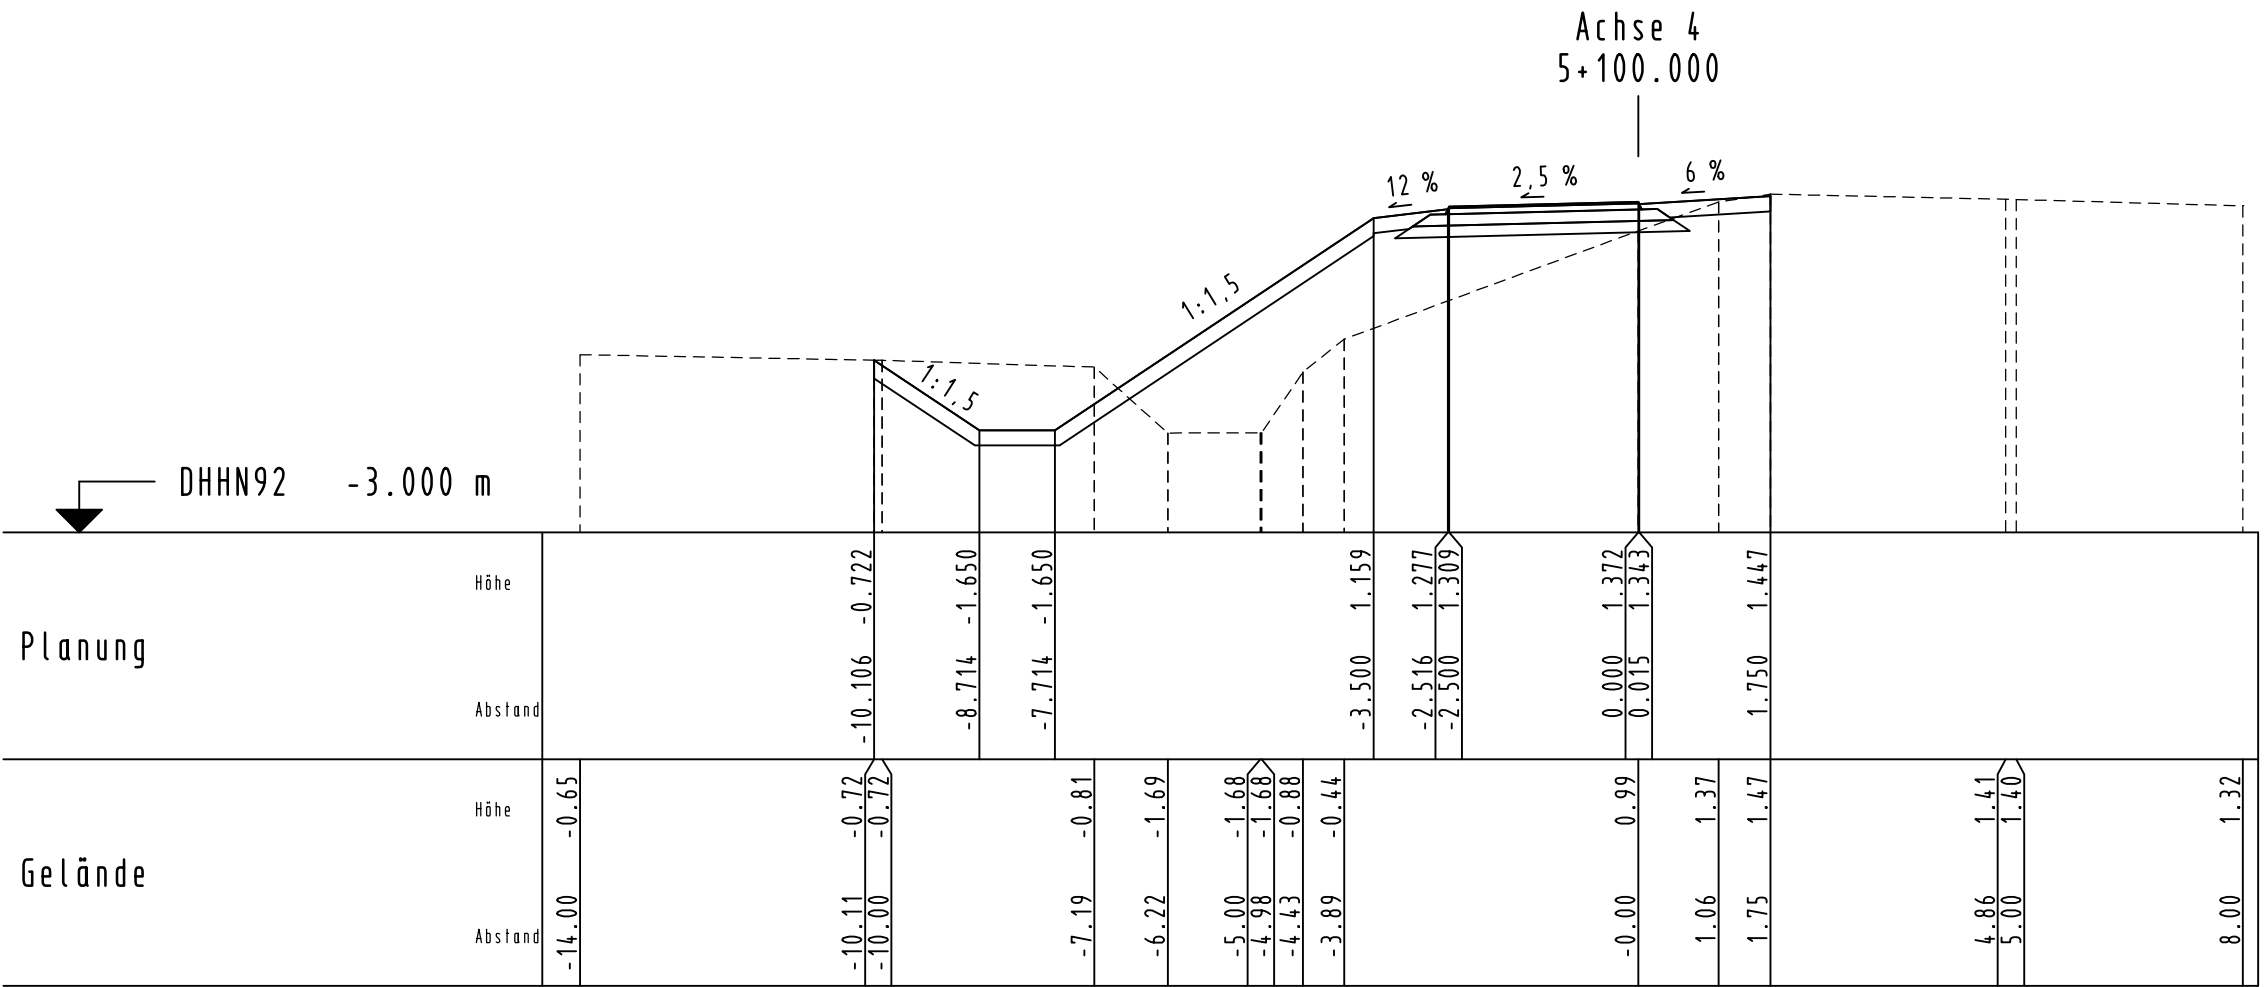 Achse 4
5+100.000
12 %
2,5 %
6 %
1:1,5
1:1,5
DHHN92 -3.000 m
Planung
Höhe
-0.722 -1.650 -1.650 1.159 1.277 1.309 1.372 1.343 1.447
Abstand
-10.106 -8.714 -7.714 -3.500 -2.516 -2.500 0.000 0.015 1.750
Gelände
Höhe
-0.65 -0.72 -0.72 -0.81 -1.69 -1.68 -1.68 -0.88 -0.44 0.99 1.37 1.47 1.41 1.40 1.32
Abstand
-14.00 -10.11 -10.00 -7.19 -6.22 -5.00 -4.98 -4.43 -3.89 -0.00 1.06 1.75 4.86 5.00 8.00